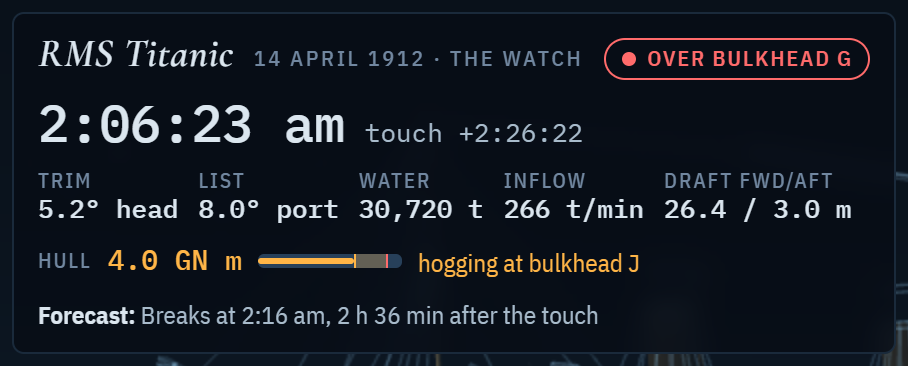 RMS Titanic 14 APRIL 1912 · THE WATCH OVER BULKHEAD G
2:06:23 am touch +2:26:22
TRIM LIST WATER INFLOW DRAFT FWD/AFT
5.2° head 8.0° port 30,720 t 266 t/min 26.4 / 3.0 m
HULL 4.0 GN m hogging at bulkhead J
Forecast: Breaks at 2:16 am, 2 h 36 min after the touch